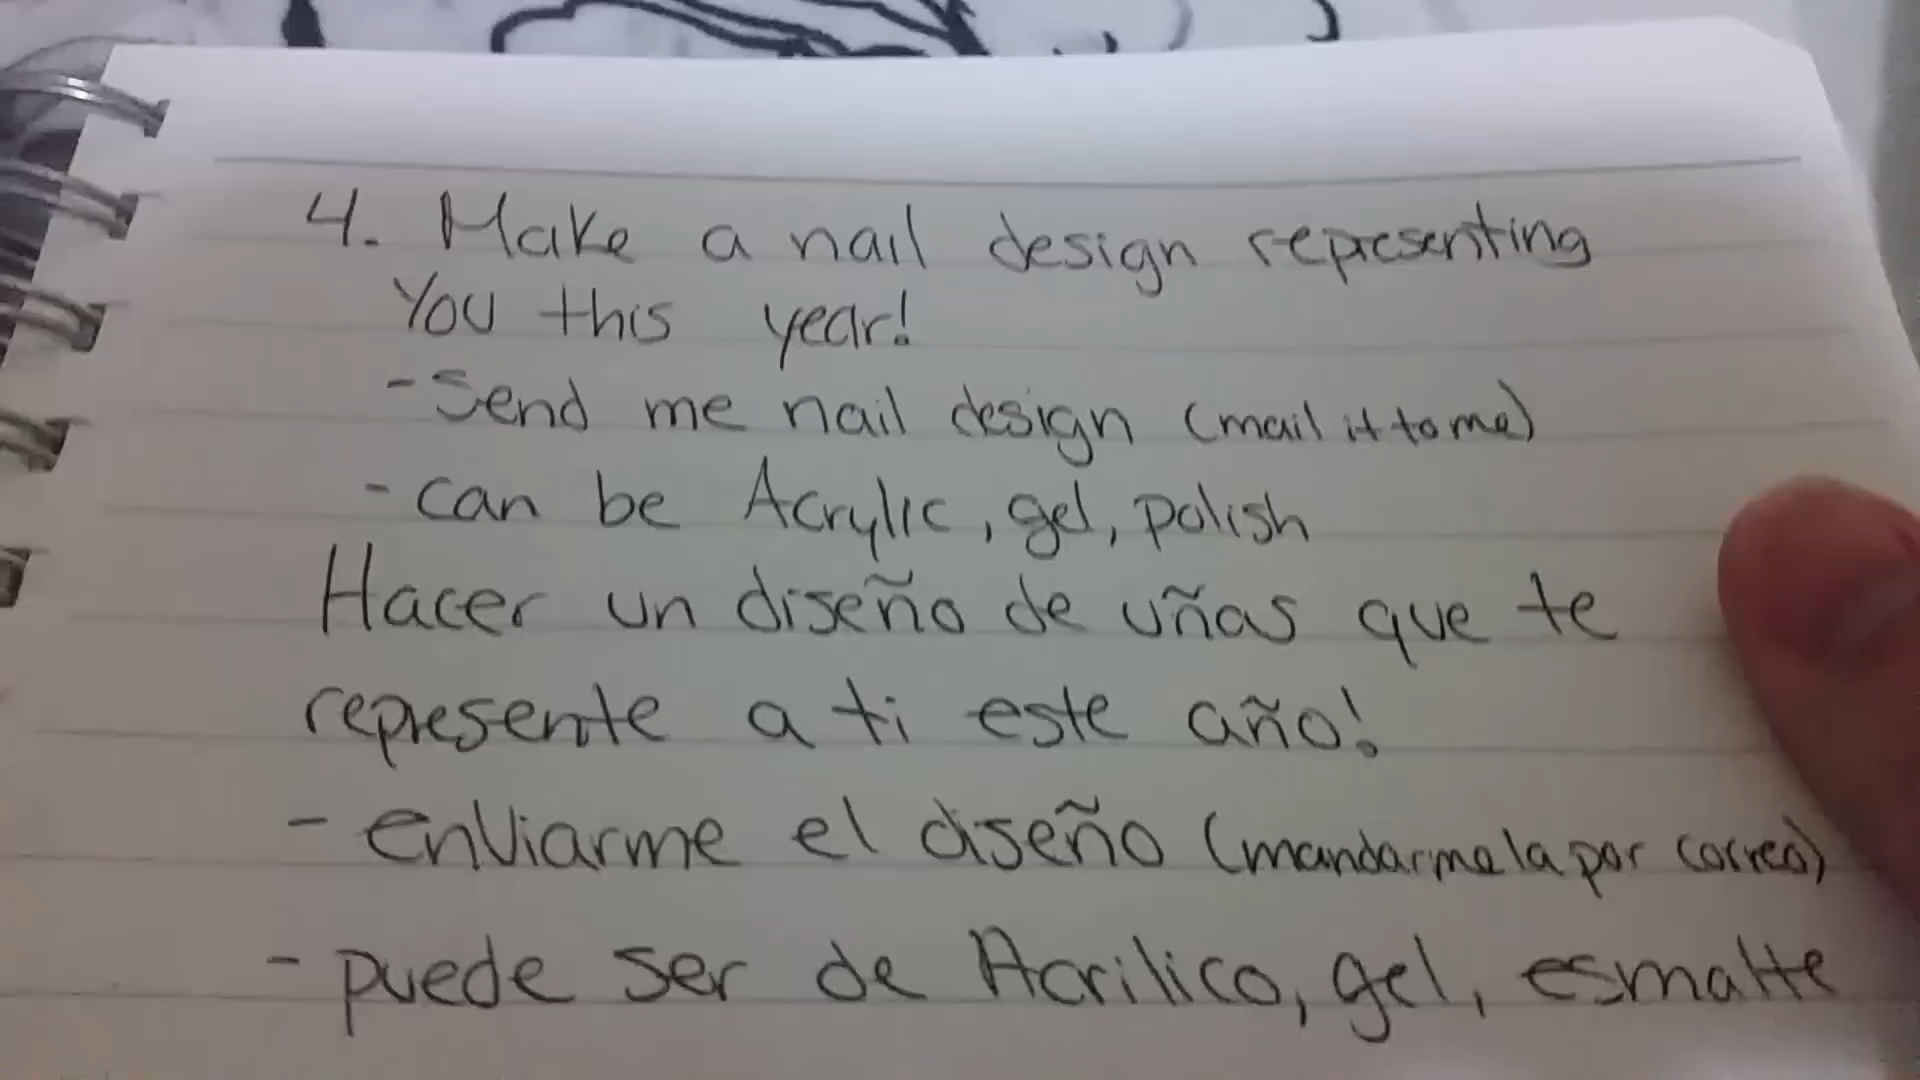 4. Make a nail design representing
You this year!
- Send me nail design (mail it to me)
- can be Acrylic, gel, polish
Hacer un diseño de uñas que te
represente a ti este año!
- enviarme el diseño (mandarmela por correo)
- puede ser de Acrilico, gel, esmalte